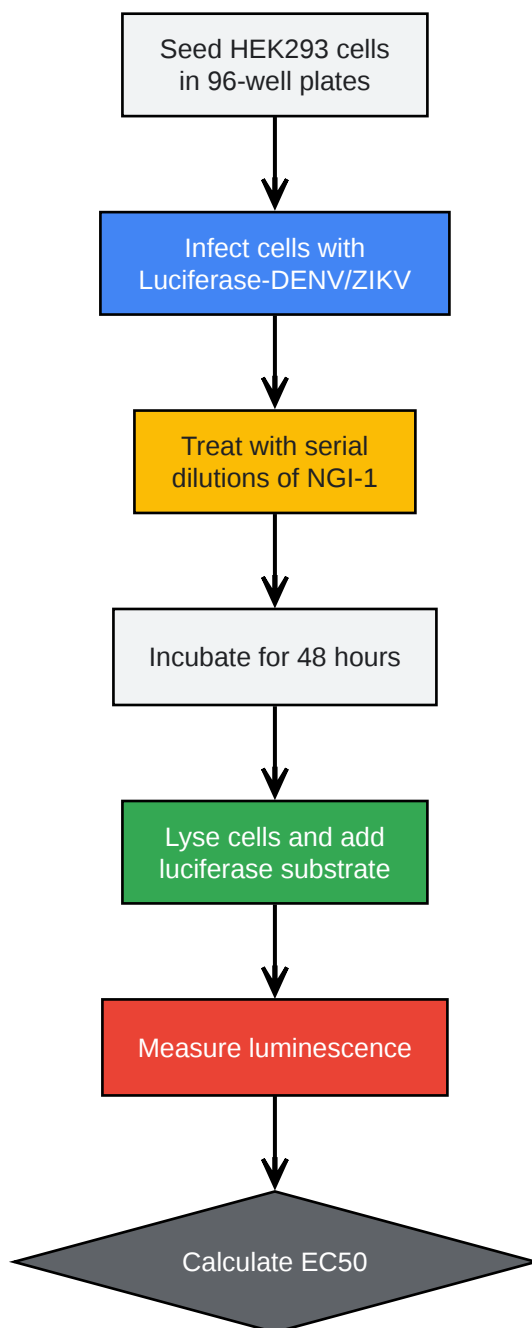 Seed HEK293 cells
in 96-well plates
Infect cells with
Luciferase-DENV/ZIKV
Treat with serial
dilutions of NGI-1
Incubate for 48 hours
Lyse cells and add
luciferase substrate
Measure luminescence
Calculate EC50